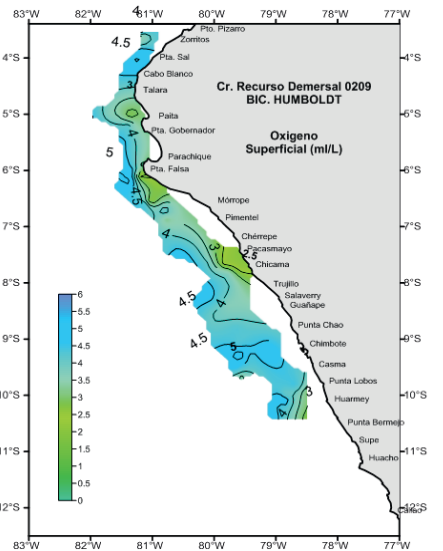 83°W 82°W 81°W 80°W 79°W 78°W 77°W
4
4.5
Pto. Pizarro
Zorritos
4°S 4°S
Pta. Sal
Cabo Blanco
3
Talara
Cr. Recurso Demersal 0209
BIC. HUMBOLDT
5°S 5°S
Paita
4
Pta. Gobernador
Oxigeno
Superficial (ml/L)
5
Parachique
6°S 6°S
Pta. Falsa
4.5
Mórrope
Pimentel
7°S 7°S
4
Chérrepe
3
Pacasmayo
2.5
Chicama
8°S 8°S
Trujillo
4.5
4
Salaverry
Guañape
Punta Chao
9°S 9°S
4.5
5
Chimbote
Casma
Punta Lobos
10°S 10°S
3
Huarmey
4
Punta Bermejo
11°S 11°S
Supe
Huacho
12°S 12°S
Callao
6
5.5
5
4.5
4
3.5
3
2.5
2
1.5
1
0.5
0
83°W 82°W 81°W 80°W 79°W 78°W 77°W